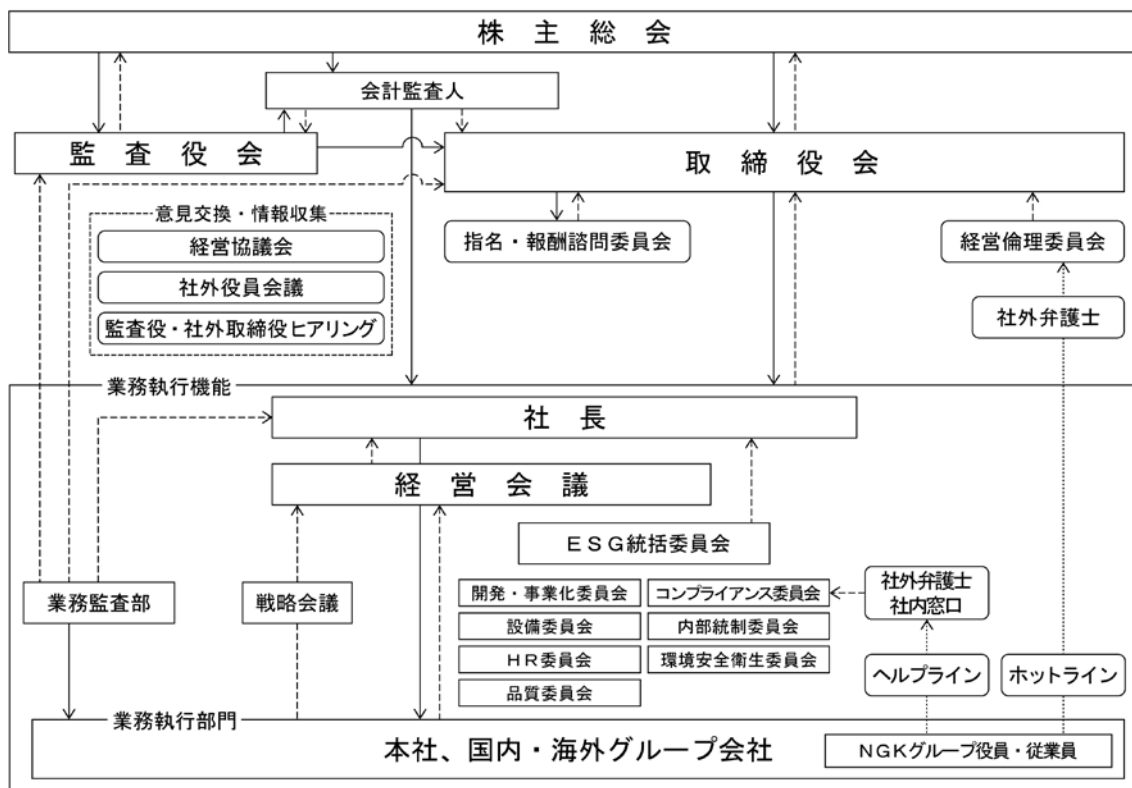 株主総会
会計監査人
監査役会
取締役会
意見交換・情報収集
経営協議会
社外役員会議
監査役・社外取締役ヒアリング
指名・報酬諮問委員会
経営倫理委員会
社外弁護士
業務執行機能
社長
経営会議
ESG統括委員会
業務監査部
戦略会議
開発・事業化委員会
コンプライアンス委員会
設備委員会
内部統制委員会
HR委員会
環境安全衛生委員会
品質委員会
社外弁護士
社内窓口
ヘルプライン
ホットライン
業務執行部門
本社、国内・海外グループ会社
NGKグループ役員・従業員